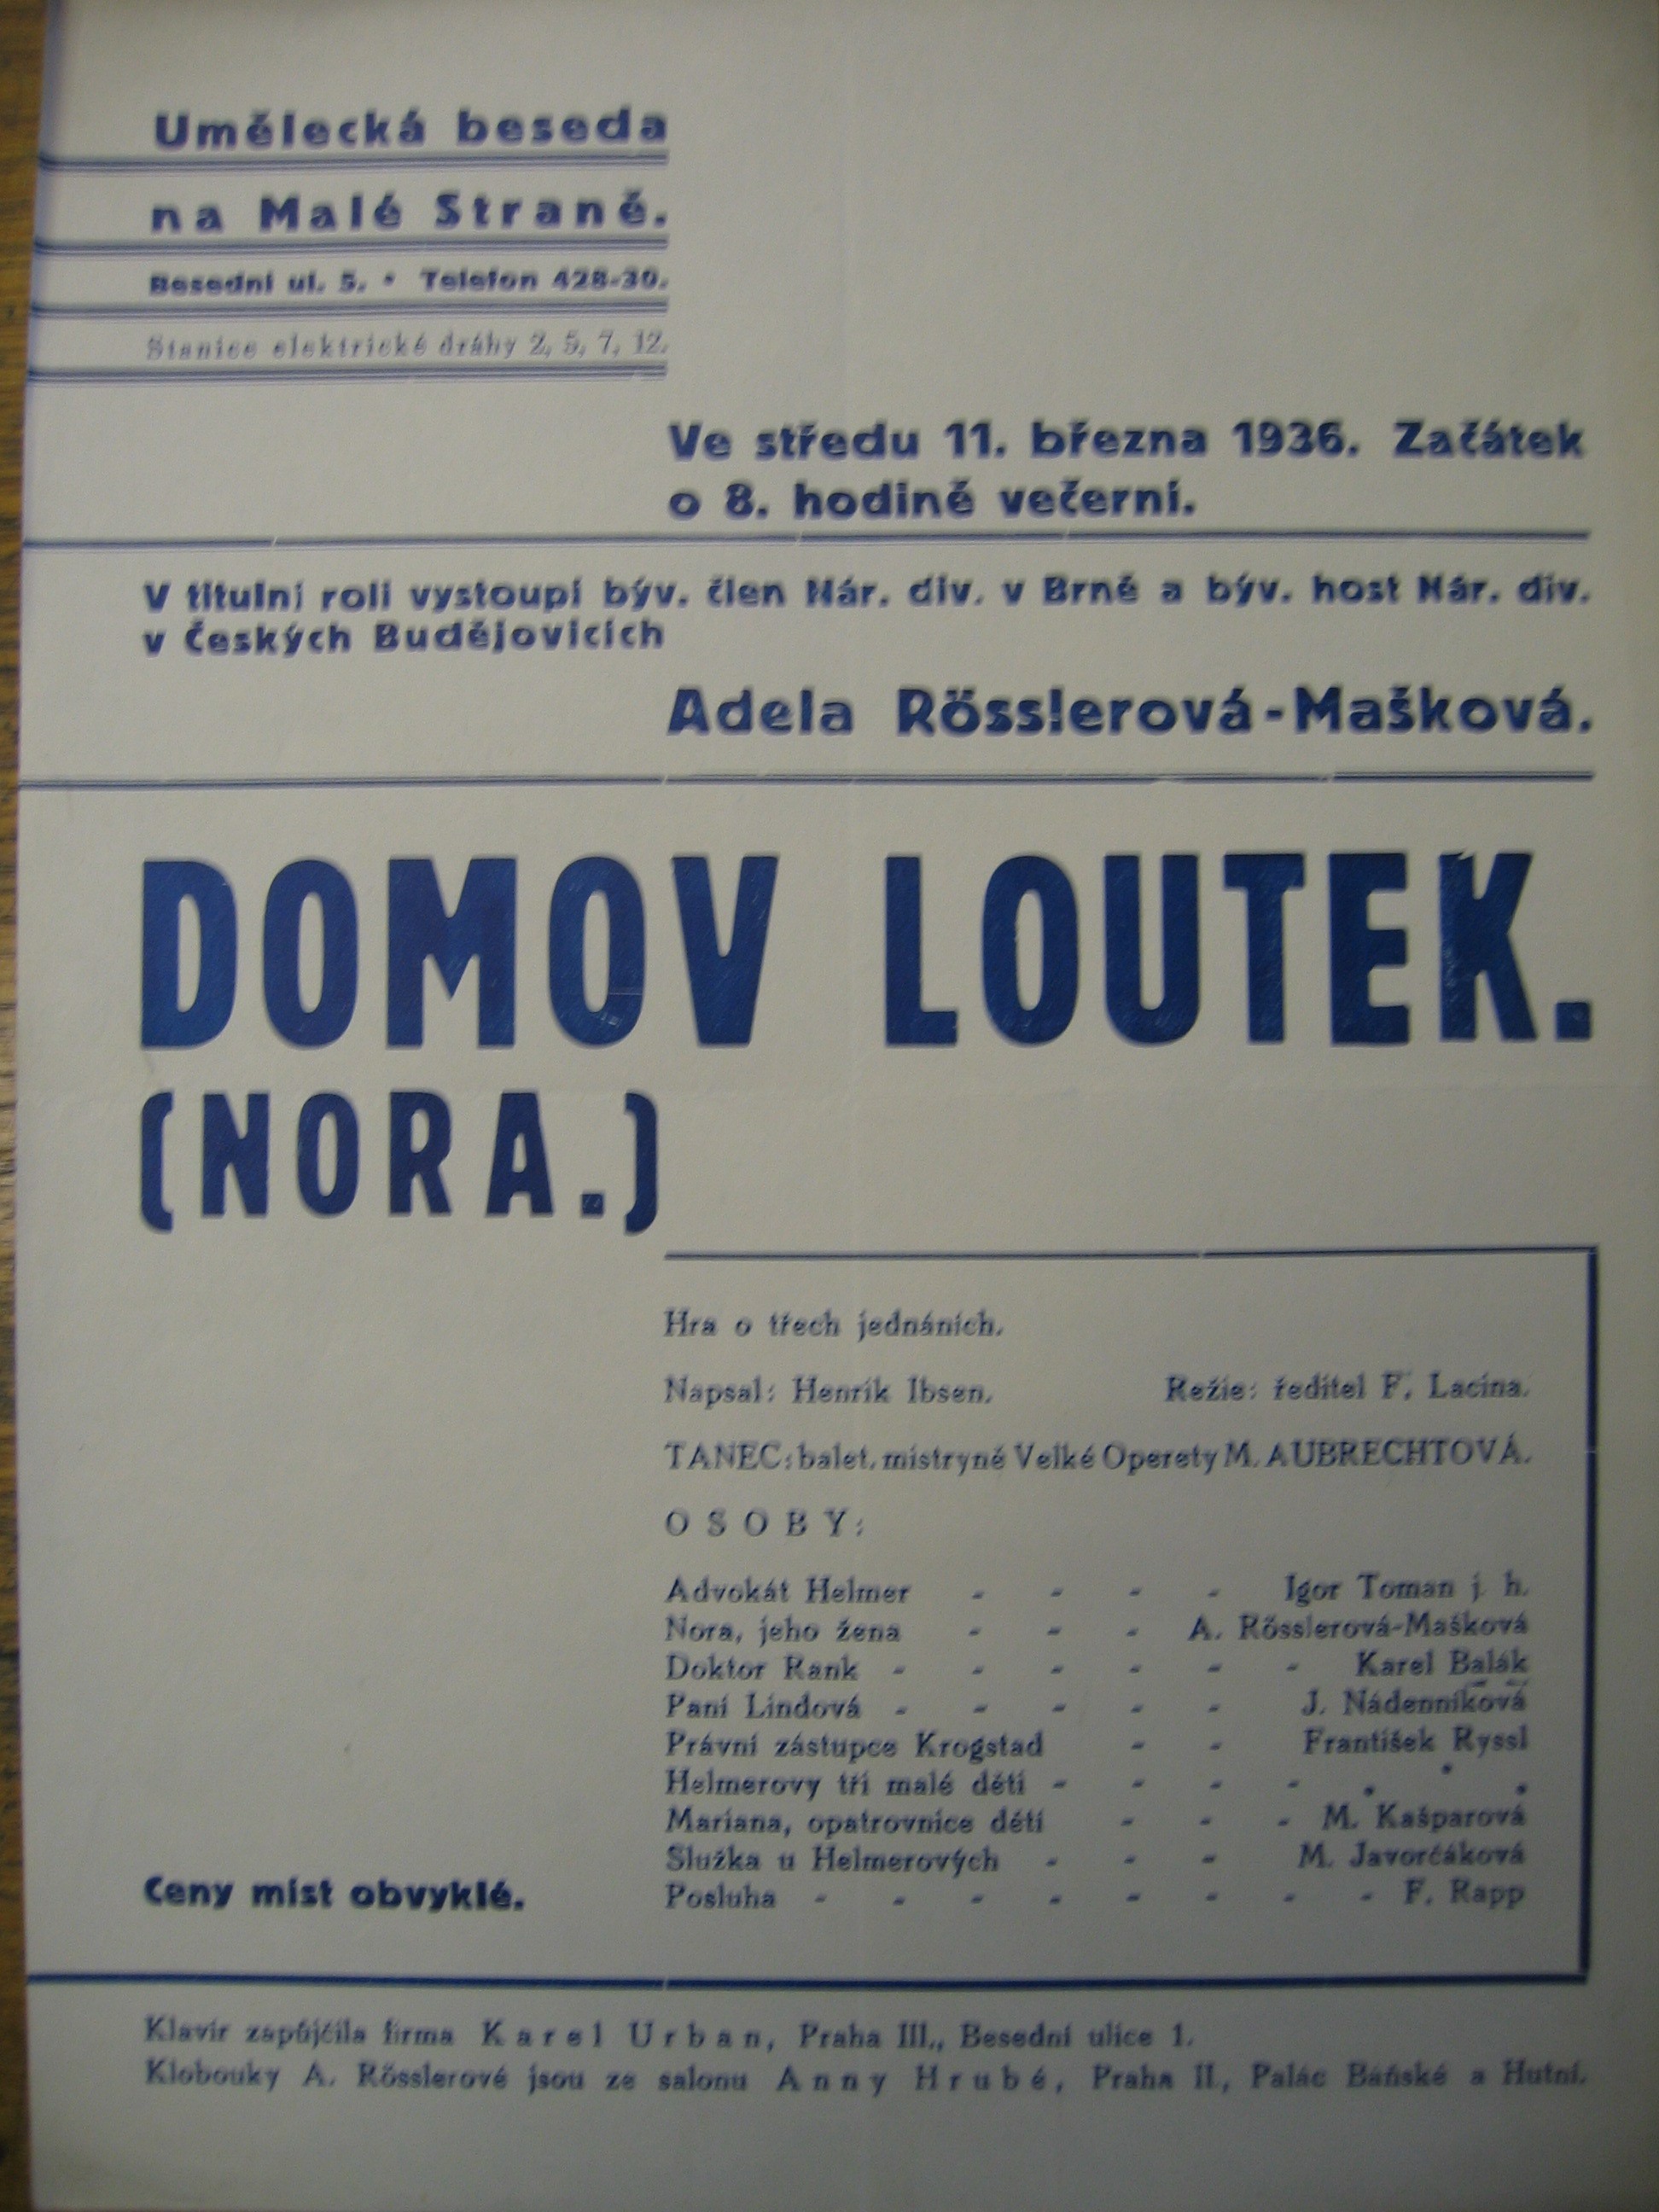 Umělecká beseda
na Malé Straně.
Besední ul. 5. • Telefon 428-30.
Stanice elektrické dráhy 2, 5, 7, 12.
Ve středu 11. března 1936. Začátek
o 8. hodině večerní.
V titulní roli vystoupí býv. člen Nár. div. v Brně a býv. host Nár. div.
v Českých Budějovicích
Adela Rösslerová-Mašková.
DOMOV LOUTEK.
(NORA.)
Hra o třech jednáních.
Napsal: Henrik Ibsen. Režie: ředitel F. Lacina.
TANEC: balet. mistryně Velké Operety M. AUBRECHTOVÁ.
OSOBY:
Advokát Helmer - - - - Igor Toman j. h.
Nora, jeho žena - - - A. Rösslerová-Mašková
Doktor Rank - - - - - - Karel Balák
Paní Lindová - - - - - J. Nádenníková
Právní zástupce Krogstad - - František Ryssl
Helmerovy tři malé děti - - - - . . .
Mariana, opatrovnice dětí - - - M. Kašparová
Služka u Helmerových - - - M. Javorčáková
Posluha - - - - - - - - F. Rapp
Ceny míst obvyklé.
Klavír zapůjčila firma Karel Urban, Praha III., Besední ulice 1.
Klobouky A. Rösslerové jsou ze salonu Anny Hrubé, Praha II., Palác Báňské a Hutní.